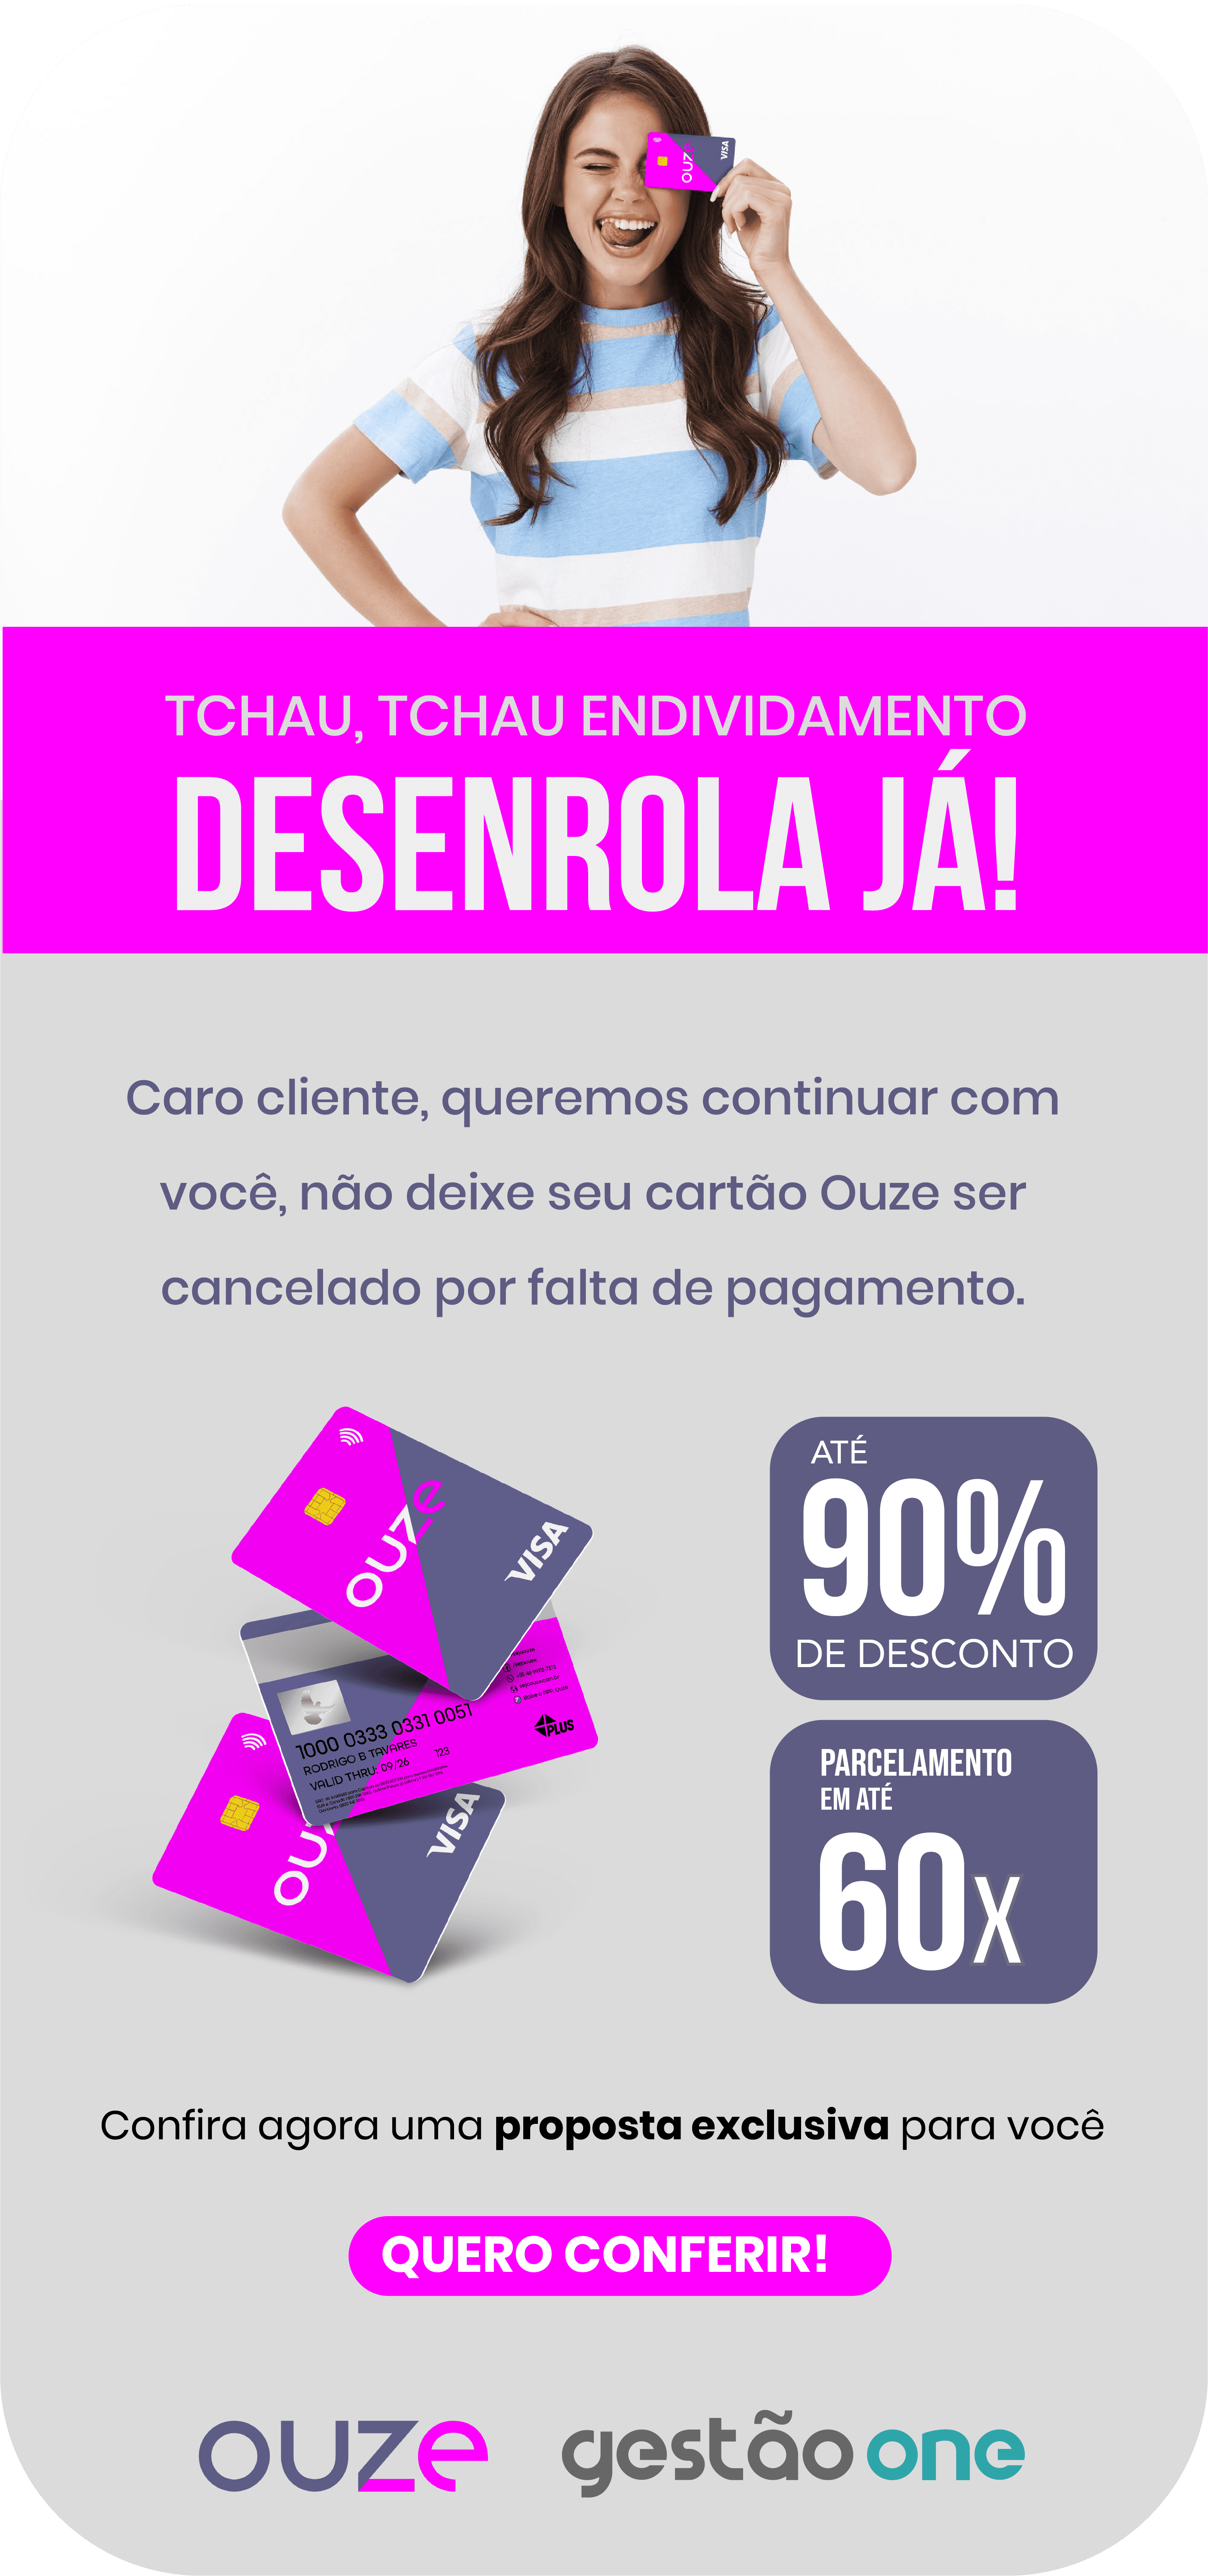 OUZE
VISA
TCHAU, TCHAU ENDIVIDAMENTO
DESENROLA JÁ!
Caro cliente, queremos continuar com
você, não deixe seu cartão Ouze ser
cancelado por falta de pagamento.
OUZE
VISA
1000 0333 0331 0051
RODRIGO B TAVARES
VALID THRU: 09/26 123
PLUS
OUZ
VISA
ATÉ
90%
DE DESCONTO
PARCELAMENTO
EM ATÉ
60X
Confira agora uma proposta exclusiva para você
QUERO CONFERIR!
ouze
gestão one